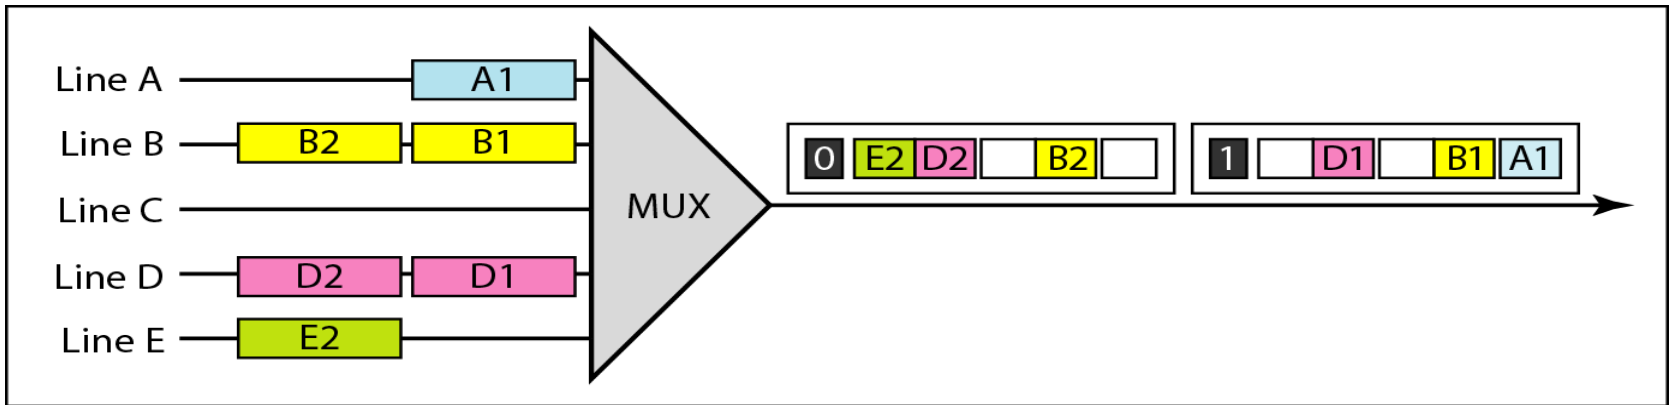 Line A A1
Line B B2 B1
Line C
Line D D2 D1
Line E E2
MUX
0 E2 D2 B2
1 D1 B1 A1